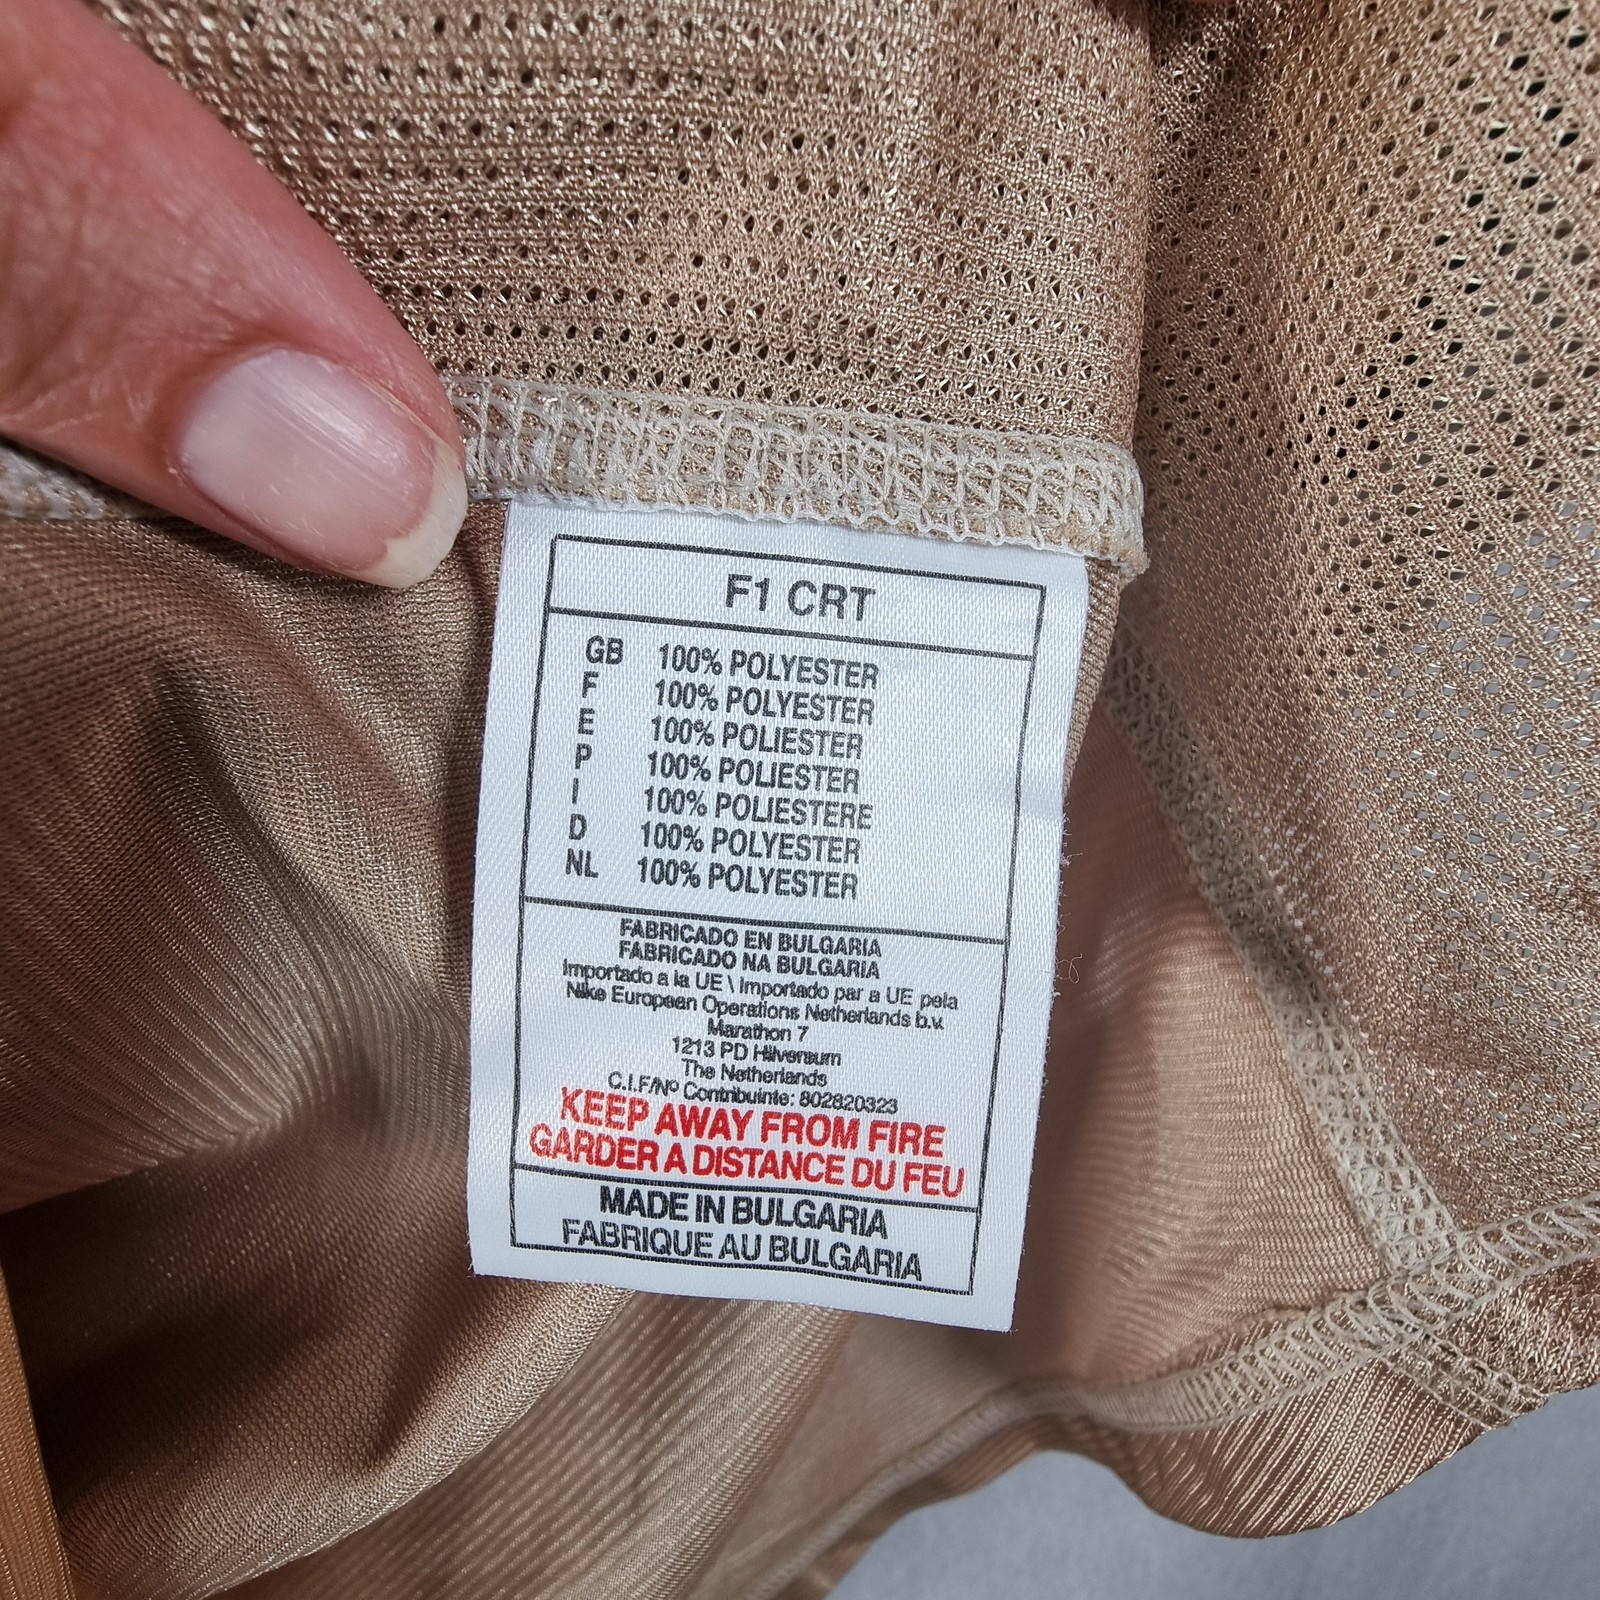 F1 CRT
GB 100% POLYESTER
F 100% POLYESTER
E 100% POLIESTER
P 100% POLIESTER
I 100% POLIESTERE
D 100% POLYESTER
NL 100% POLYESTER
FABRICADO EN BULGARIA
FABRICADO NA BULGARIA
Importado a la UE \ Importado par a UE pela
Nike European Operations Netherlands b.v.
Marathon 7
1213 PD Hilversum
The Netherlands
C.I.F/Nº Contribuinte: 802820323
KEEP AWAY FROM FIRE
GARDER A DISTANCE DU FEU
MADE IN BULGARIA
FABRIQUE AU BULGARIA